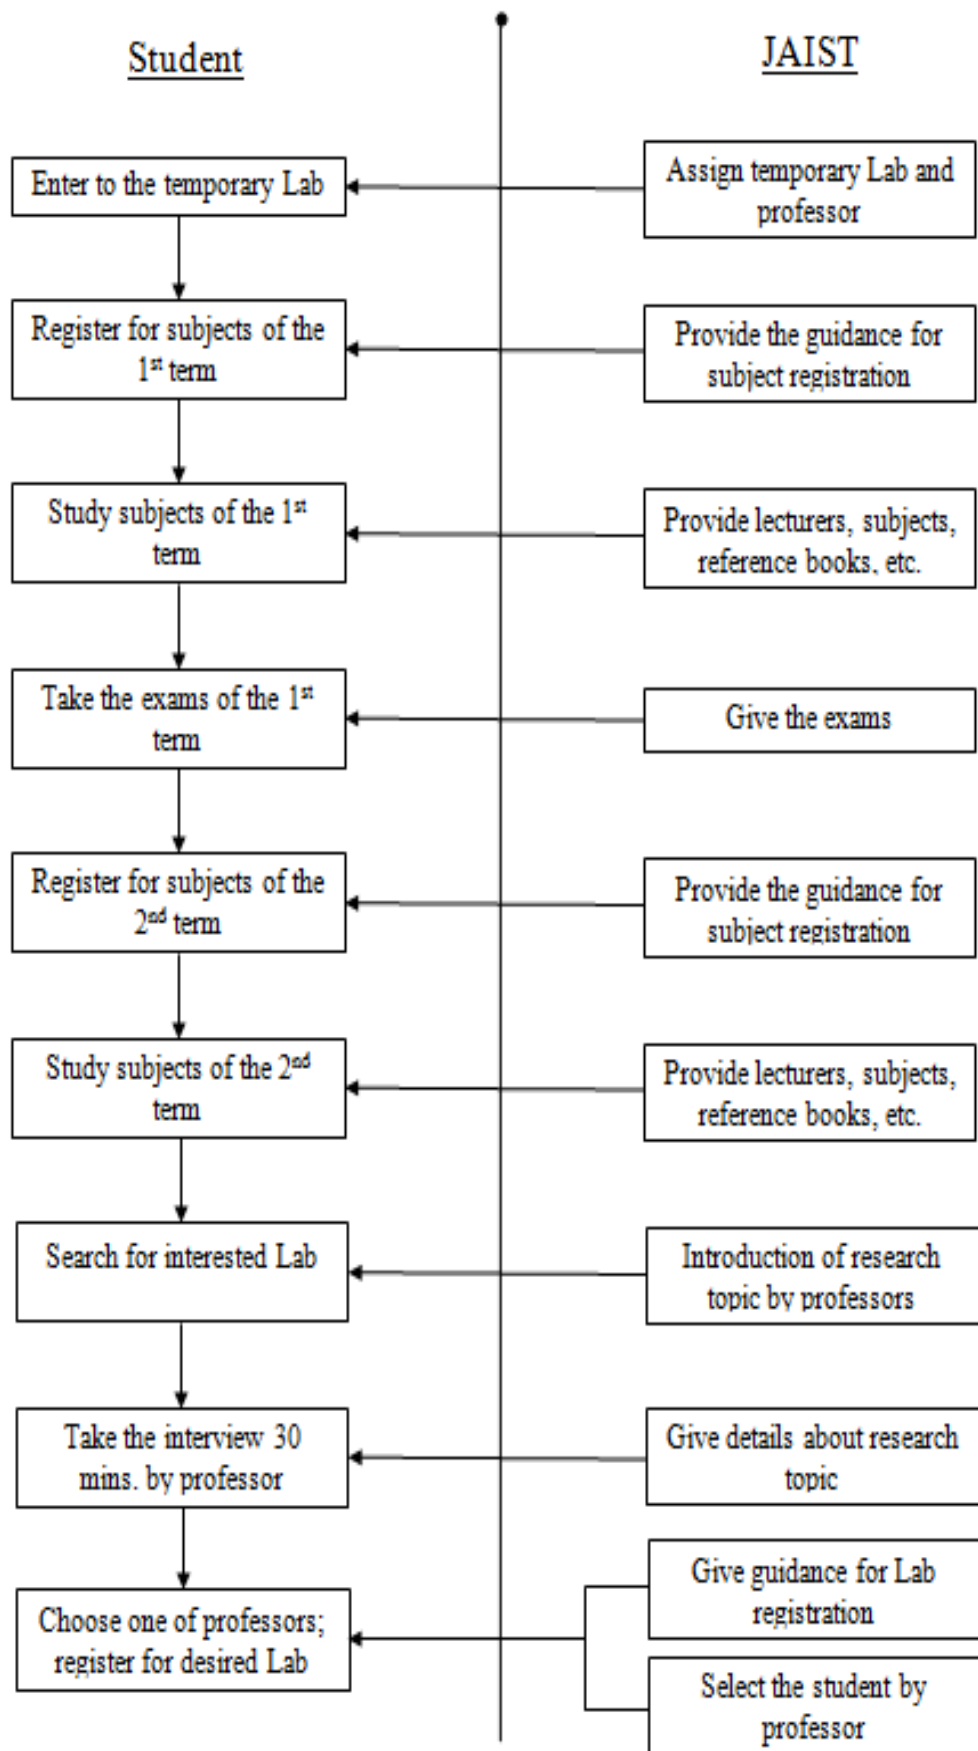 Student
JAIST
Enter to the temporary Lab
Assign temporary Lab and
professor
Register for subjects of the
1st term
Provide the guidance for
subject registration
Study subjects of the 1st
term
Provide lecturers, subjects,
reference books, etc.
Take the exams of the 1st
term
Give the exams
Register for subjects of the
2nd term
Provide the guidance for
subject registration
Study subjects of the 2nd
term
Provide lecturers, subjects,
reference books, etc.
Search for interested Lab
Introduction of research
topic by professors
Take the interview 30
mins. by professor
Give details about research
topic
Choose one of professors;
register for desired Lab
Give guidance for Lab
registration
Select the student by
professor